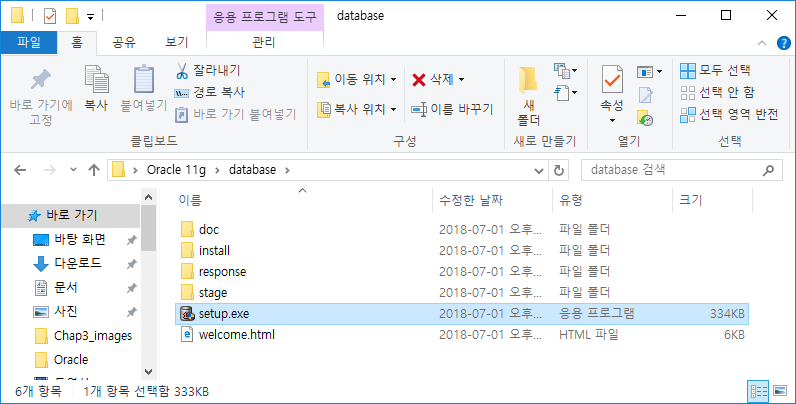 응용 프로그램 도구
database
파일
홈
공유
보기
관리
바로 가기에 고정
복사
붙여넣기
잘라내기
경로 복사
바로 가기 붙여넣기
클립보드
이동 위치
복사 위치
삭제
이름 바꾸기
구성
새 폴더
새로 만들기
속성
열기
모두 선택
선택 안 함
선택 영역 반전
선택
Oracle 11g
database
database 검색
바로 가기
바탕 화면
다운로드
문서
사진
Chap3_images
Oracle
이름 수정한 날짜 유형 크기
doc 2018-07-01 오후... 파일 폴더
install 2018-07-01 오후... 파일 폴더
response 2018-07-01 오후... 파일 폴더
stage 2018-07-01 오후... 파일 폴더
setup.exe 2018-07-01 오후... 응용 프로그램 334KB
welcome.html 2018-07-01 오후... HTML 파일 6KB
6개 항목 1개 항목 선택함 333KB